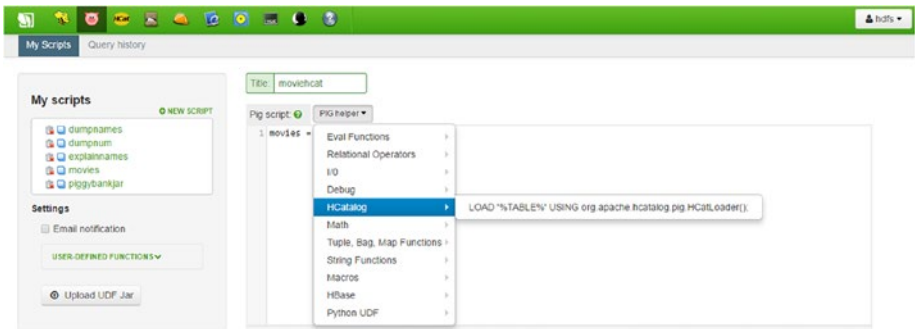 hdfs
My Scripts Query history
Title: moviehcat
My scripts
NEW SCRIPT
dumpnames
dumpnum
explainnames
movies
piggybankjar
Settings
Email notification
USER-DEFINED FUNCTIONS
Upload UDF Jar
Pig script: PIG helper
1 movies =
Eval Functions
Relational Operators
I/0
Debug
HCatalog
LOAD '%TABLE%' USING org.apache.hcatalog.pig.HCatLoader();
Math
Tuple, Bag, Map Functions
String Functions
Macros
HBase
Python UDF